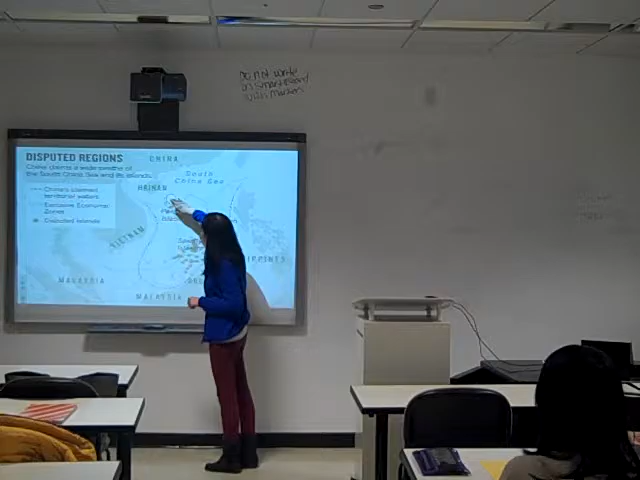 Do Not write
on smartboard
with markers
DISPUTED REGIONS
China claims a wide swathe of
the South China Sea and its islands.
China's claimed
territorial waters
Exclusive Economic
Zones
Disputed islands
CHINA
South
China Sea
HAINAN
VIETNAM
MALAYSIA
MALAYSIA